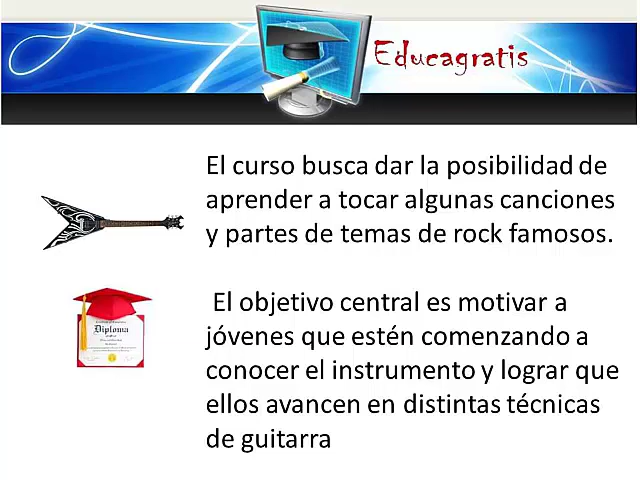 Educagratis
El curso busca dar la posibilidad de
aprender a tocar algunas canciones
y partes de temas de rock famosos.
El objetivo central es motivar a
jóvenes que estén comenzando a
conocer el instrumento y lograr que
ellos avancen en distintas técnicas
de guitarra
Diploma